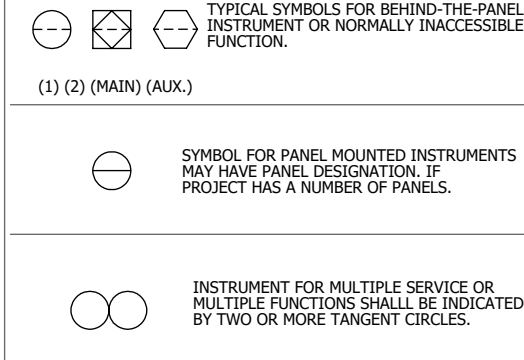 TYPICAL SYMBOLS FOR BEHIND-THE-PANEL
INSTRUMENT OR NORMALLY INACCESSIBLE
FUNCTION.
(1) (2) (MAIN) (AUX.)
SYMBOL FOR PANEL MOUNTED INSTRUMENTS
MAY HAVE PANEL DESIGNATION. IF
PROJECT HAS A NUMBER OF PANELS.
INSTRUMENT FOR MULTIPLE SERVICE OR
MULTIPLE FUNCTIONS SHALLL BE INDICATED
BY TWO OR MORE TANGENT CIRCLES.